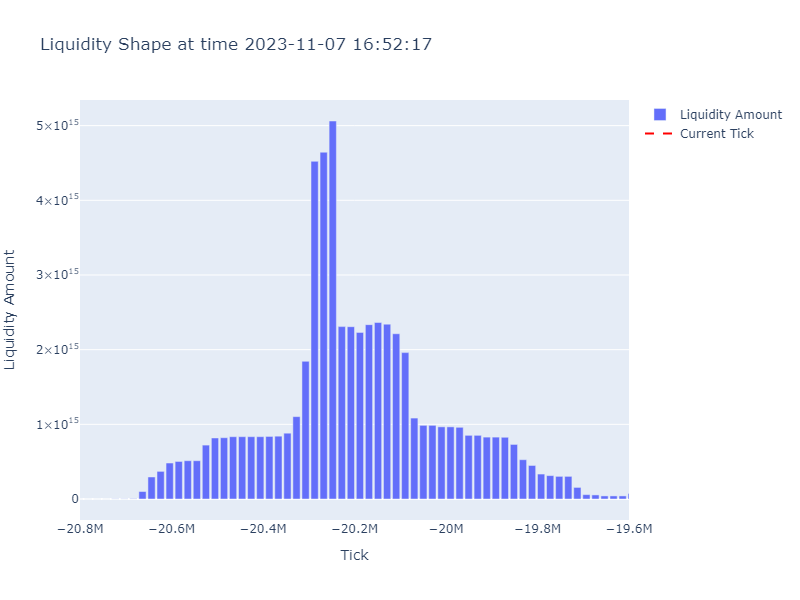 Liquidity Shape at time 2023-11-07 16:52:17
Liquidity Amount
Current Tick
5×10¹⁵
4×10¹⁵
3×10¹⁵
2×10¹⁵
1×10¹⁵
0
Liquidity Amount
−20.8M −20.6M −20.4M −20.2M −20M −19.8M −19.6M
Tick